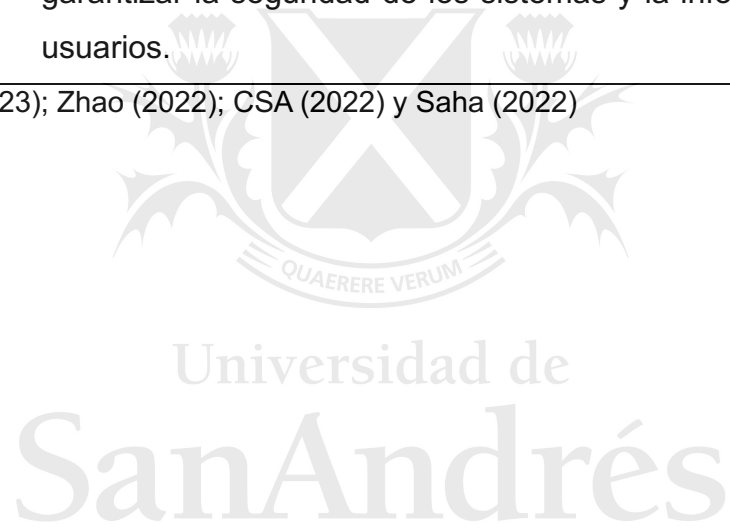 garantizar la seguridad de los sistemas y la info
usuarios.
23); Zhao (2022); CSA (2022) y Saha (2022)
QUAERERE VERUM
Universidad de
SanAndrés